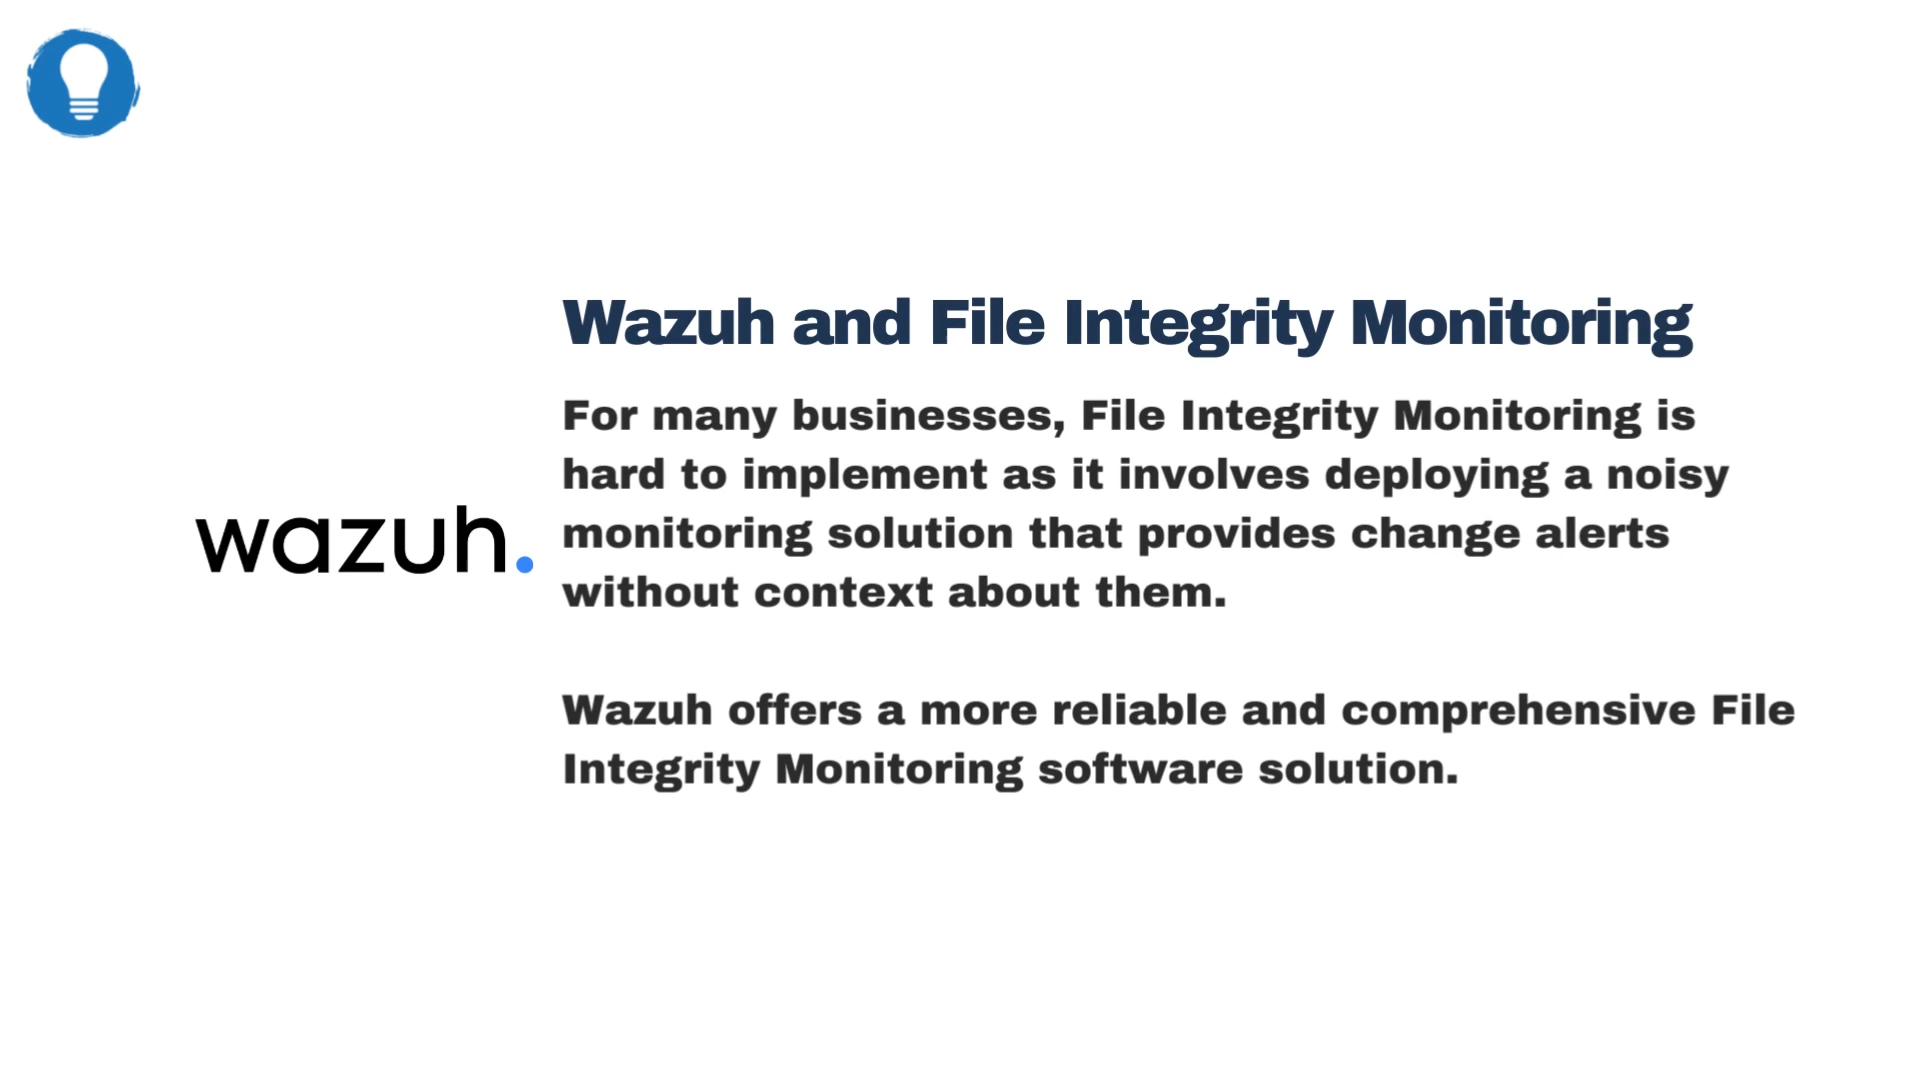 Wazuh and File Integrity Monitoring
For many businesses, File Integrity Monitoring is
hard to implement as it involves deploying a noisy
monitoring solution that provides change alerts
without context about them.
wazuh.
Wazuh offers a more reliable and comprehensive File
Integrity Monitoring software solution.